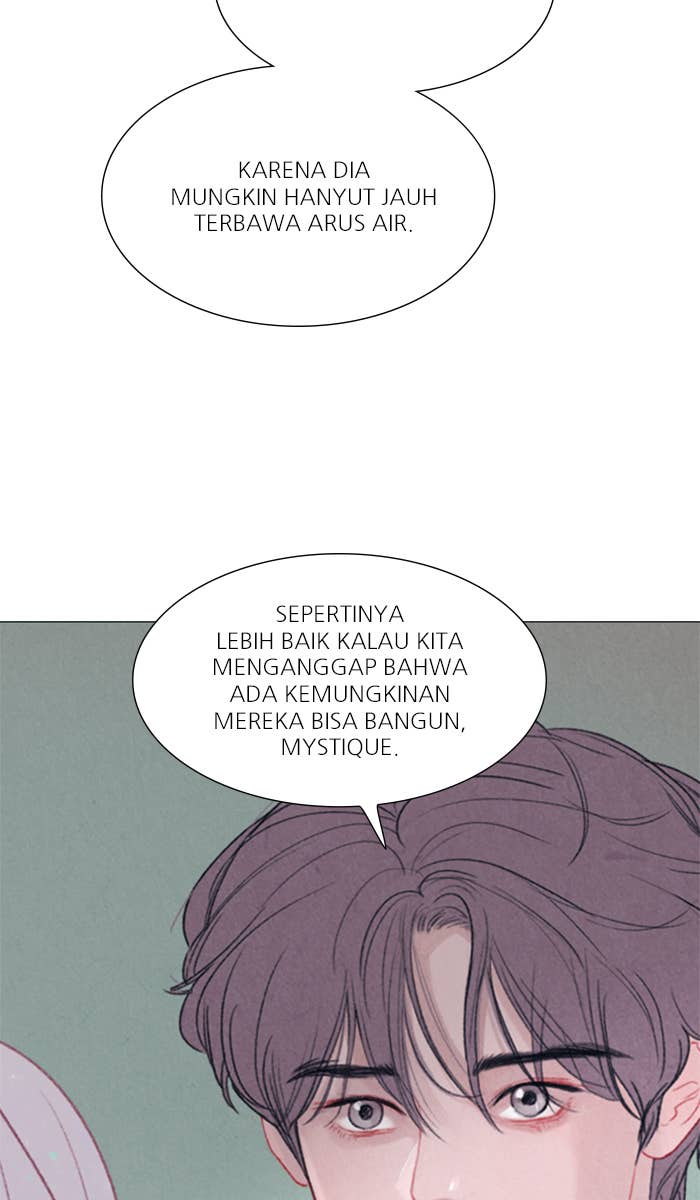 KARENA DIA
MUNGKIN HANYUT JAUH
TERBAWA ARUS AIR.
SEPERTINYA
LEBIH BAIK KALAU KITA
MENGANGGAP BAHWA
ADA KEMUNGKINAN
MEREKA BISA BANGUN,
MYSTIQUE.